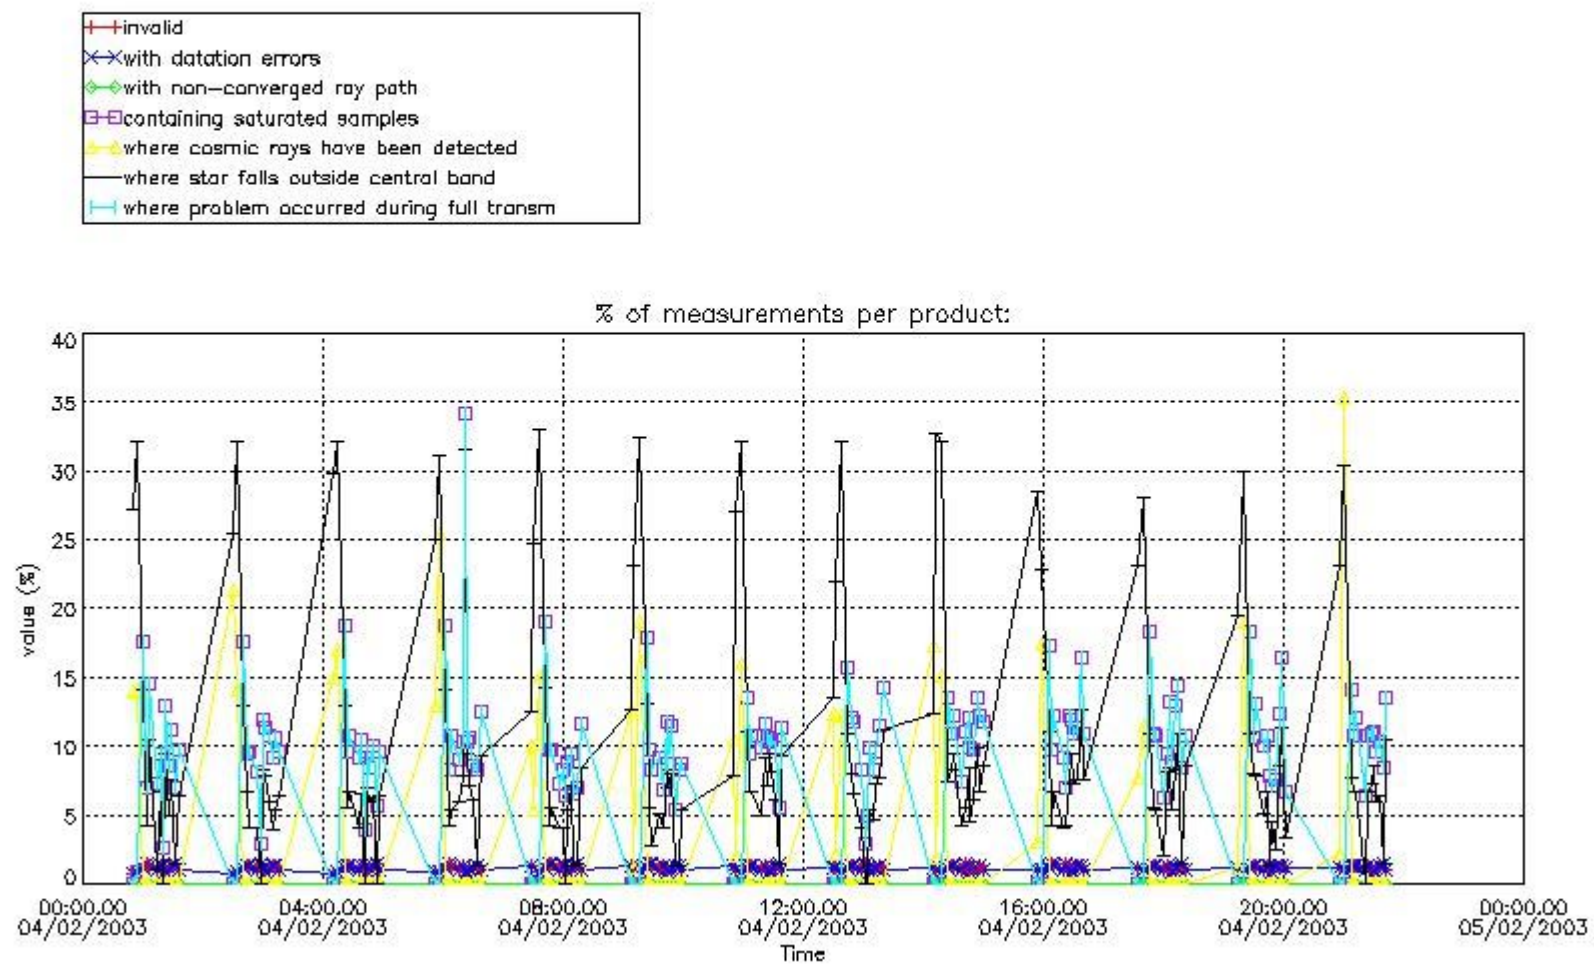 invalid
with datation errors
with non-converged ray path
containing saturated samples
where cosmic rays have been detected
where star falls outside central band
where problem occurred during full transm
% of measurements per product:
40
35
30
25
20
15
10
5
0
value (%)
00:00:00 04:00:00 08:00:00 12:00:00 16:00:00 20:00:00 00:00:00
04/02/2003 04/02/2003 04/02/2003 04/02/2003 04/02/2003 04/02/2003 05/02/2003
Time